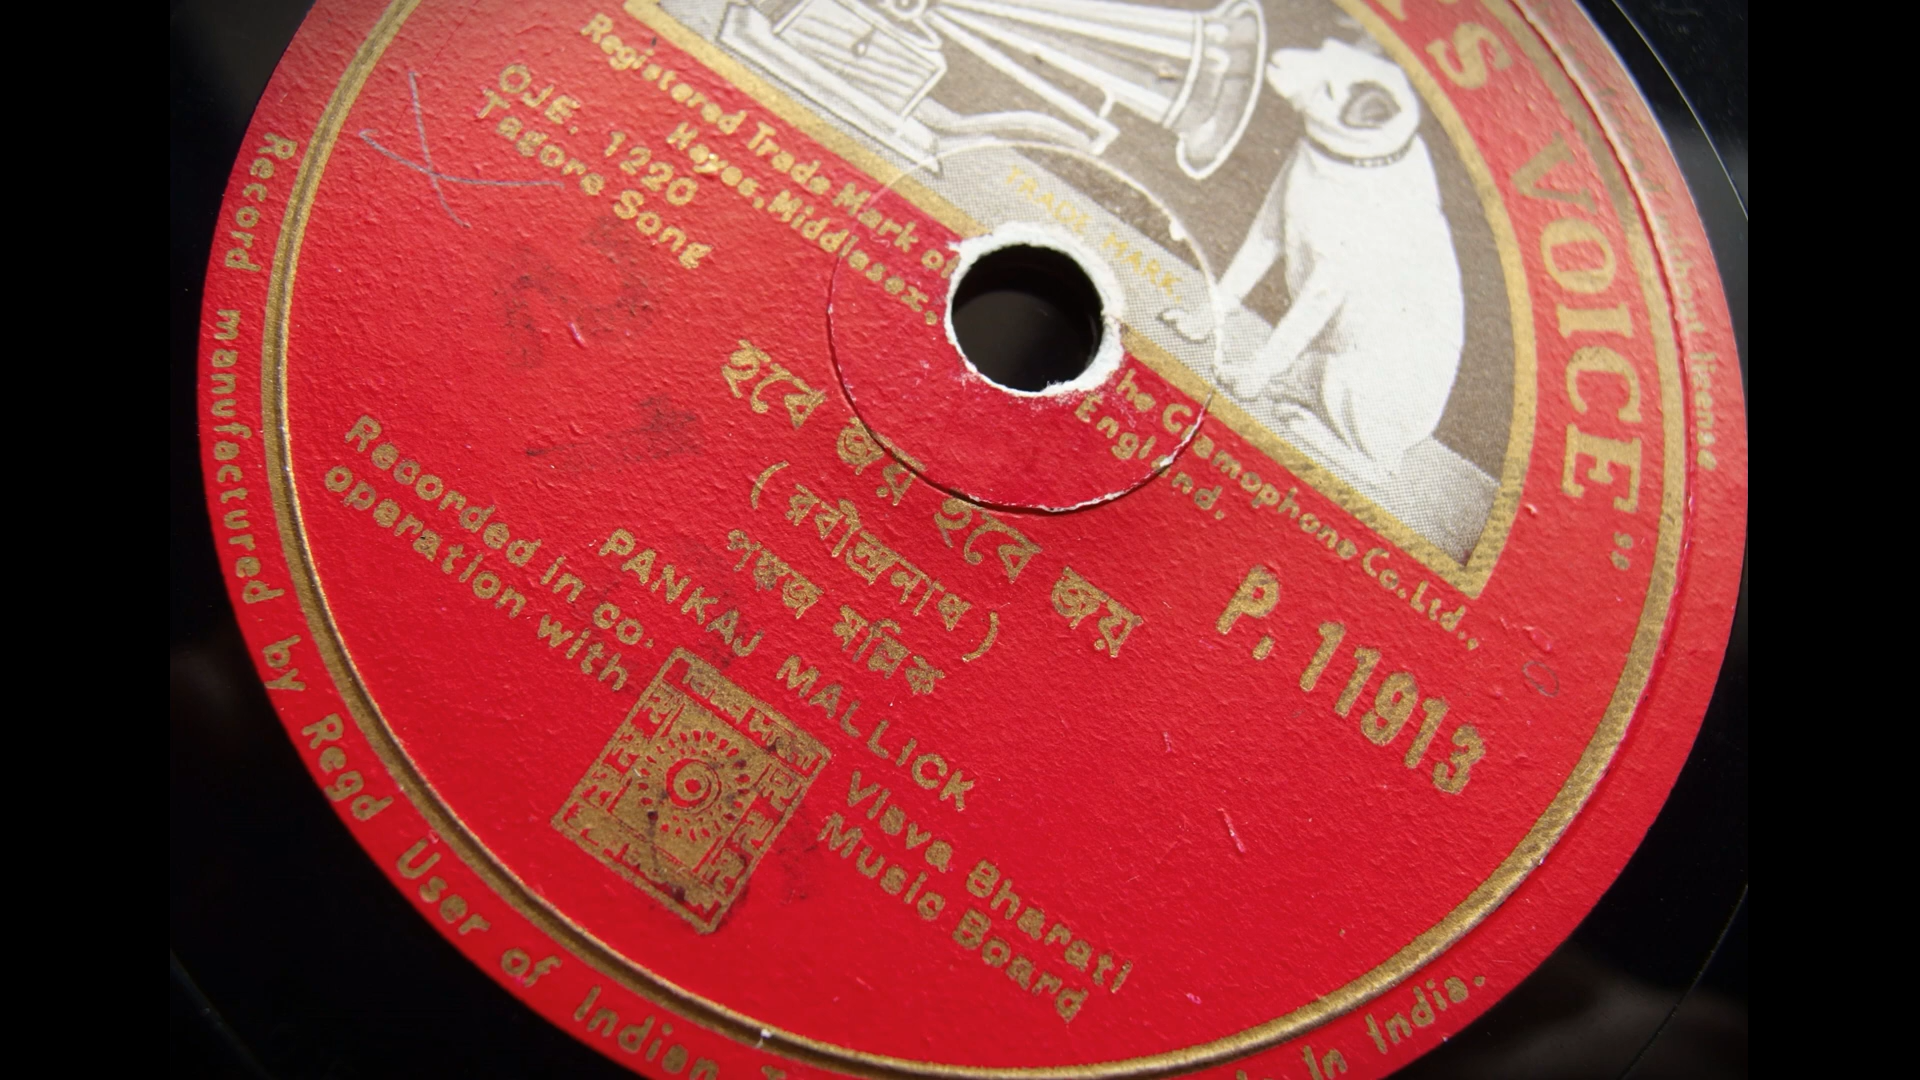 'S VOICE"
TRADE MARK.
Registered Trade Mark of The Gramophone Co. Ltd.,
Hayes, Middlesex, England.
OJE. 1220
Tagore Song
P. 11913
হবে জয় হবে জয়
(রবীন্দ্রনাথ)
পঙ্কজ মল্লিক
PANKAJ MALLICK
Recorded in co-
operation with
Visva Bharati
Music Board
Record manufactured by Regd User of Indian
In India.
without license